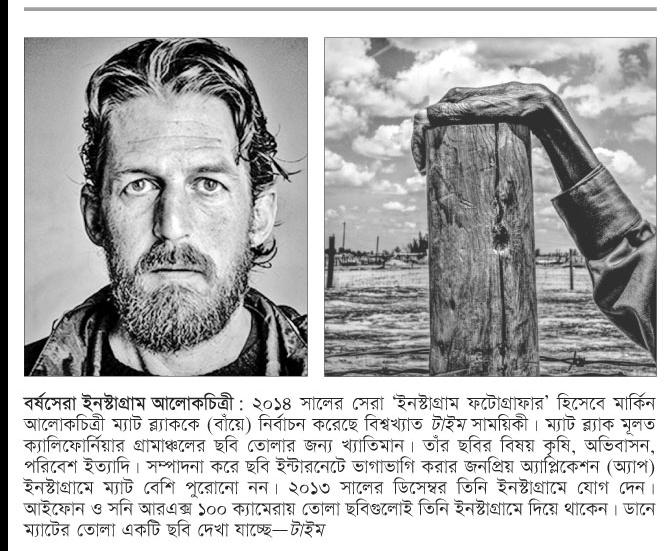 বর্ষসেরা ইনস্টাগ্রাম আলোকচিত্রী : ২০১৪ সালের সেরা ‘ইনস্টাগ্রাম ফটোগ্রাফার’ হিসেবে মার্কিন
আলোকচিত্রী ম্যাট ব্ল্যাককে (বাঁয়ে) নির্বাচন করেছে বিশ্বখ্যাত টাইম সাময়িকী। ম্যাট ব্ল্যাক মূলত
ক্যালিফোর্নিয়ার গ্রামাঞ্চলের ছবি তোলার জন্য খ্যাতিমান। তাঁর ছবির বিষয় কৃষি, অভিবাসন,
পরিবেশ ইত্যাদি। সম্পাদনা করে ছবি ইন্টারনেটে ভাগাভাগি করার জনপ্রিয় অ্যাপ্লিকেশন (অ্যাপ)
ইনস্টাগ্রামে ম্যাট বেশি পুরোনো নন। ২০১৩ সালের ডিসেম্বর তিনি ইনস্টাগ্রামে যোগ দেন।
আইফোন ও সনি আরএক্স ১০০ ক্যামেরায় তোলা ছবিগুলোই তিনি ইনস্টাগ্রামে দিয়ে থাকেন। ডানে
ম্যাটের তোলা একটি ছবি দেখা যাচ্ছে—টাইম